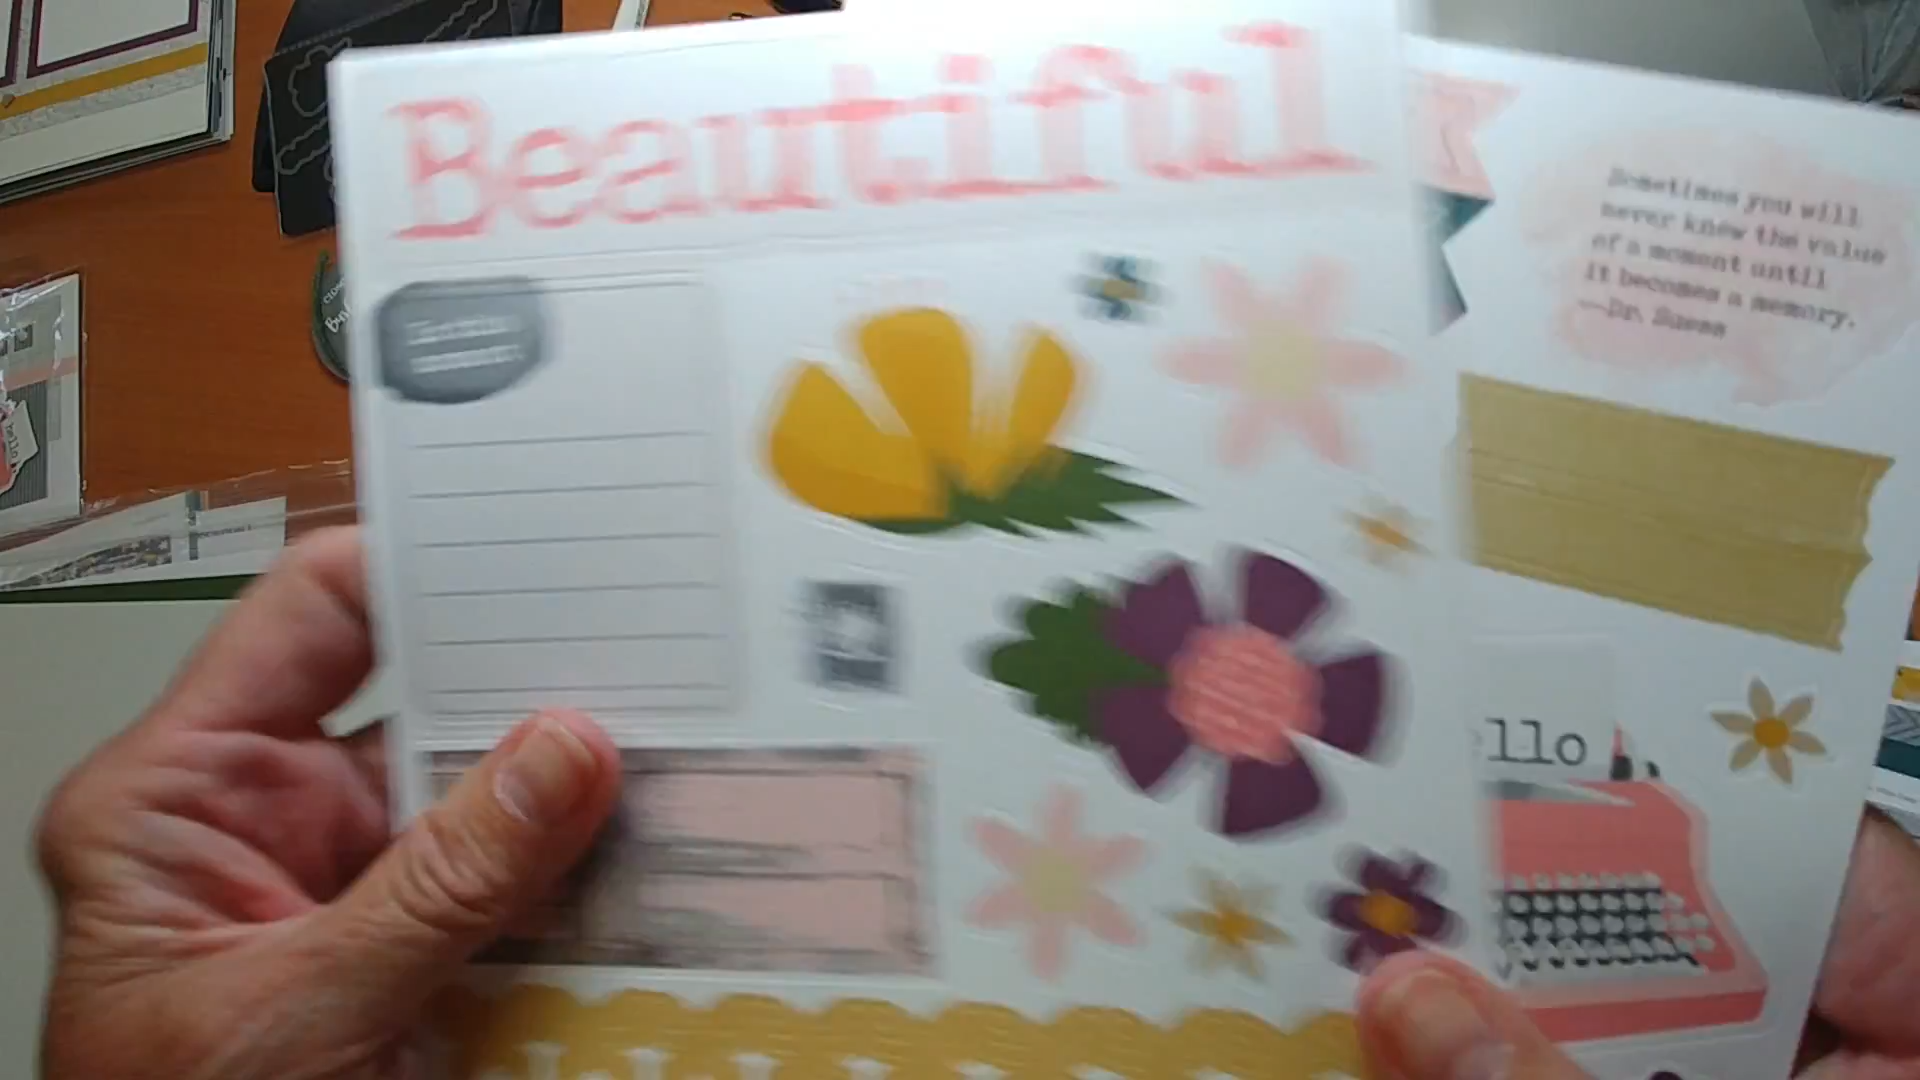 Beautiful
Sometimes you will
never know the value
of a moment until
it becomes a memory.
—Dr. Seuss
llo